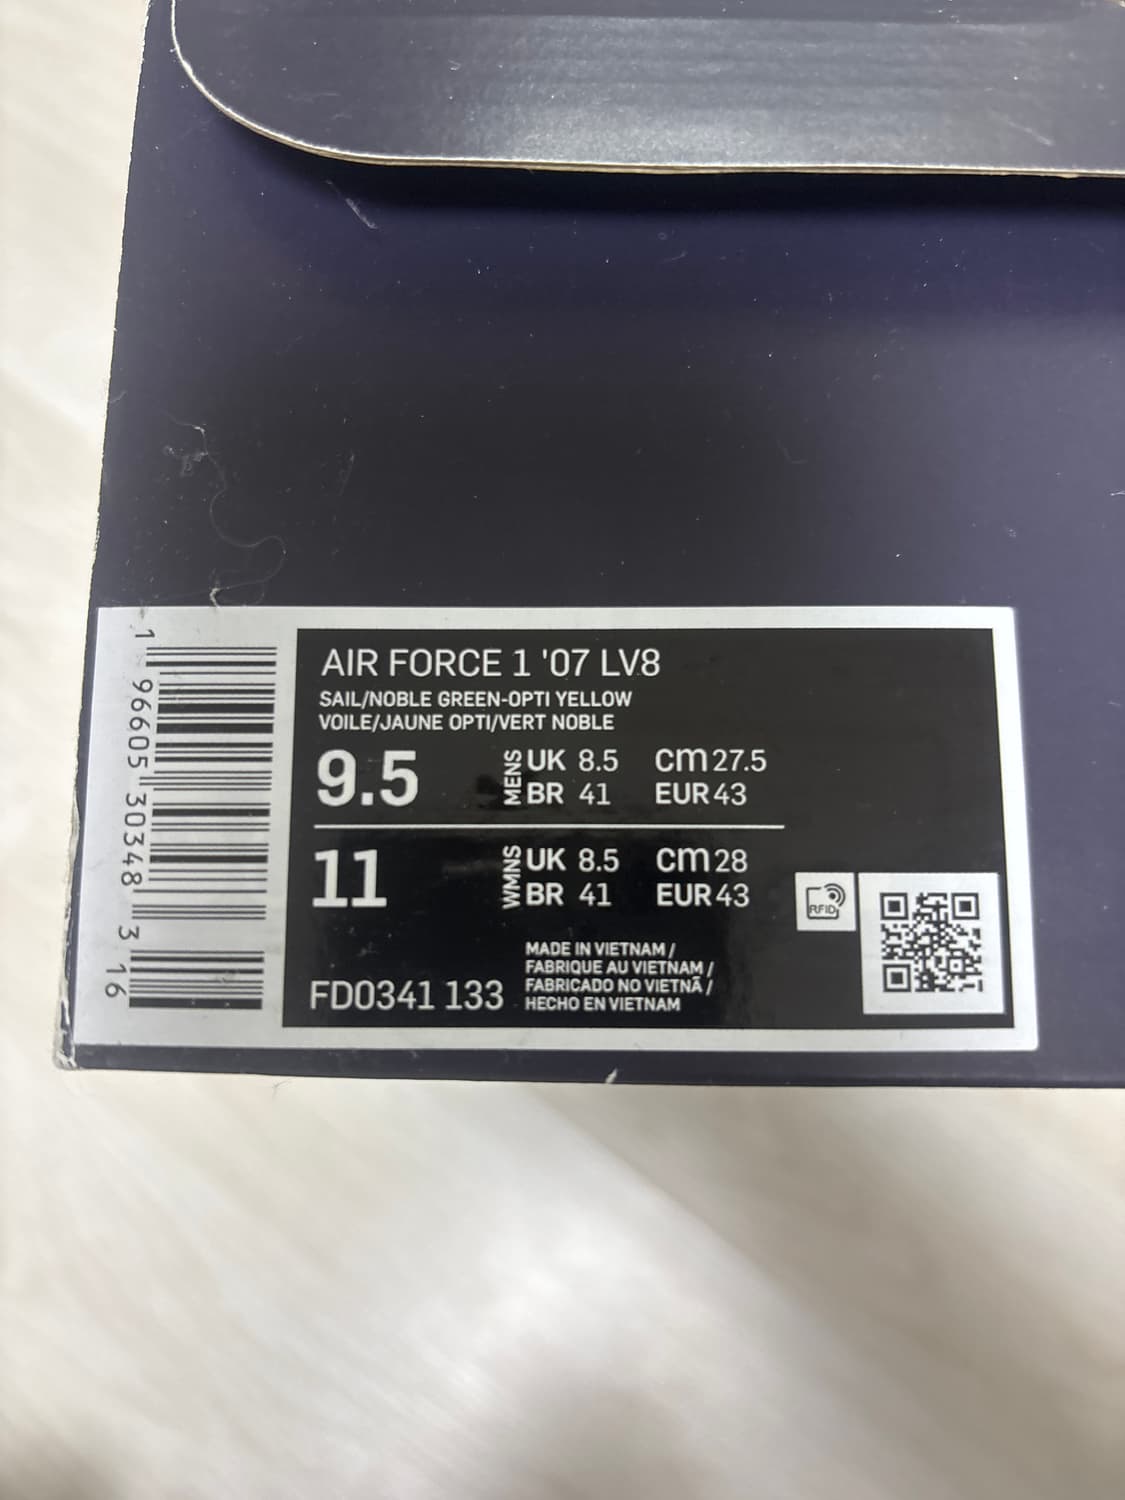 AIR FORCE 1 '07 LV8
SAIL/NOBLE GREEN-OPTI YELLOW
VOILE/JAUNE OPTI/VERT NOBLE
9.5 MENS UK 8.5 cm 27.5
BR 41 EUR 43
11 WMNS UK 8.5 cm 28
BR 41 EUR 43
RFID
FD0341 133
MADE IN VIETNAM /
FABRIQUE AU VIETNAM /
FABRICADO NO VIETNÃ /
HECHO EN VIETNAM
1 96605 30348 3 16